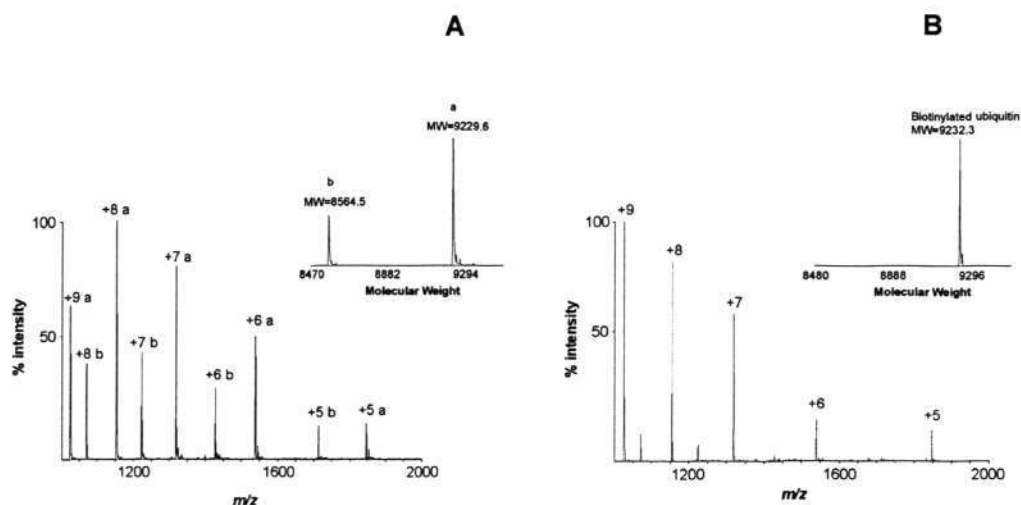 A
a
MW=9229.6
b
MW=8564.5
8470 8882 9294
Molecular Weight
100
50
% intensity
+9 a
+8 b
+8 a
+7 b
+7 a
+6 b
+6 a
+5 b
+5 a
1200 1600 2000
m/z
B
Biotinylated ubiquitin
MW=9232.3
8480 8888 9296
Molecular Weight
100
50
% intensity
+9
+8
+7
+6
+5
1200 1600 2000
m/z